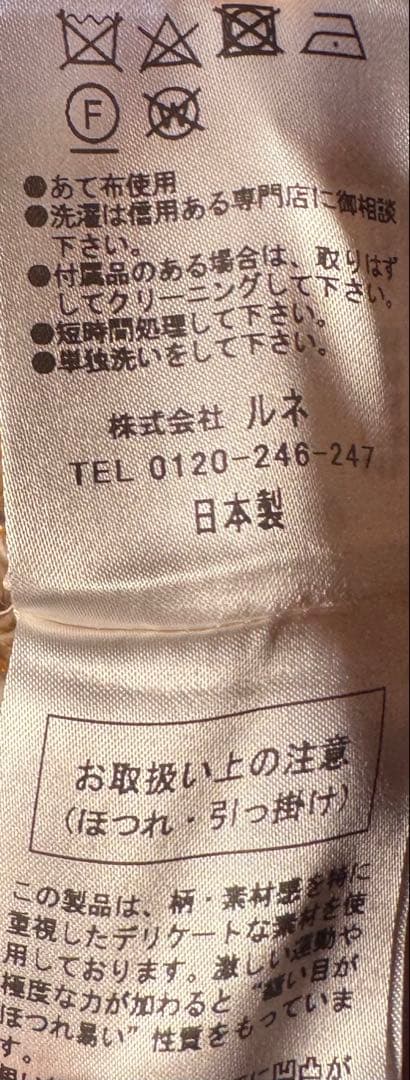 F W
●あて布使用
●洗濯は信用ある専門店に御相談
下さい。
●付属品のある場合は、取りはず
してクリーニングして下さい。
●短時間処理して下さい。
●単独洗いをして下さい。
株式会社 ルネ
TEL 0120-246-247
日本製
お取扱い上の注意
(ほつれ・引っ掛け)
この製品は、柄・素材感を特に
重視したデリケートな素材を使
用しております。激しい運動や
極度な力が加わると“縫い目が
ほつれ易い”性質をもっていま
す。
に凹凸が